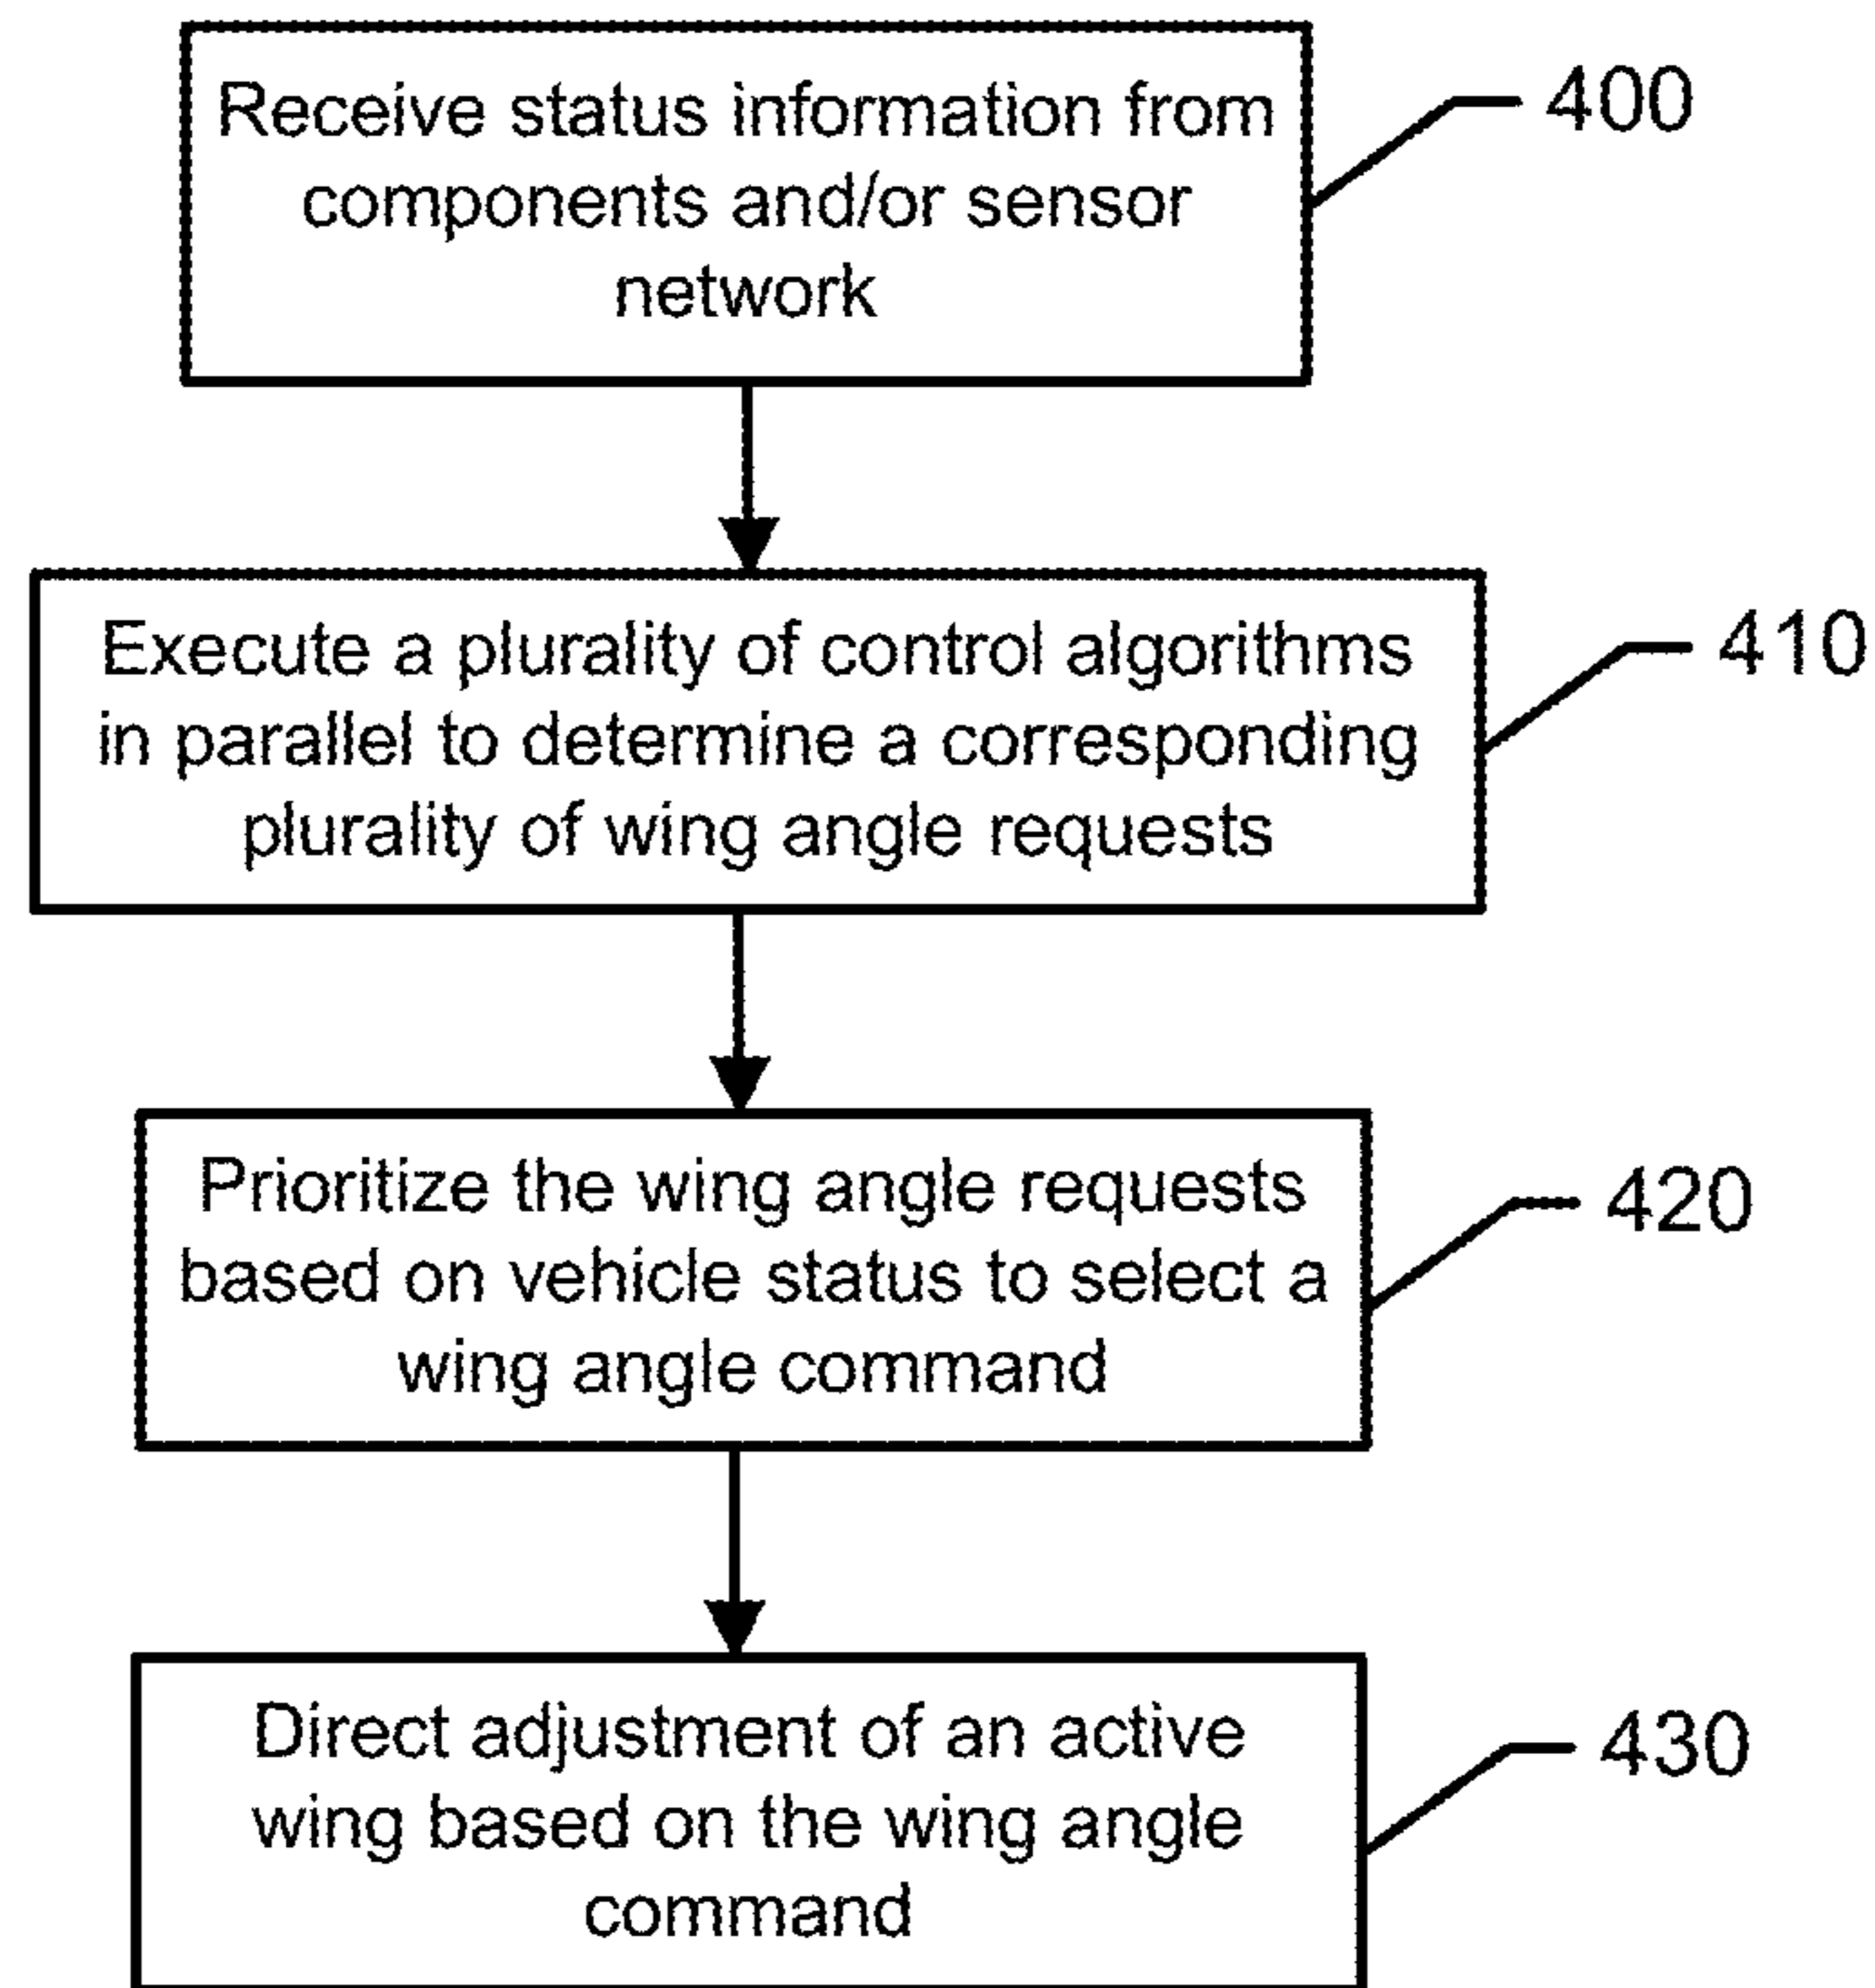 Receive status information from
components and/or sensor
network
400
Execute a plurality of control algorithms
in parallel to determine a corresponding
plurality of wing angle requests
410
Prioritize the wing angle requests
based on vehicle status to select a
wing angle command
420
Direct adjustment of an active
wing based on the wing angle
command
430